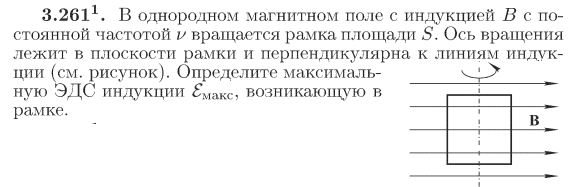 3.261¹. В однородном магнитном поле с индукцией B с по-
стоянной частотой ν вращается рамка площади S. Ось вращения
лежит в плоскости рамки и перпендикулярна к линиям индук-
ции (см. рисунок). Определите максималь-
ную ЭДС индукции ℰмакс, возникающую в
рамке.
B